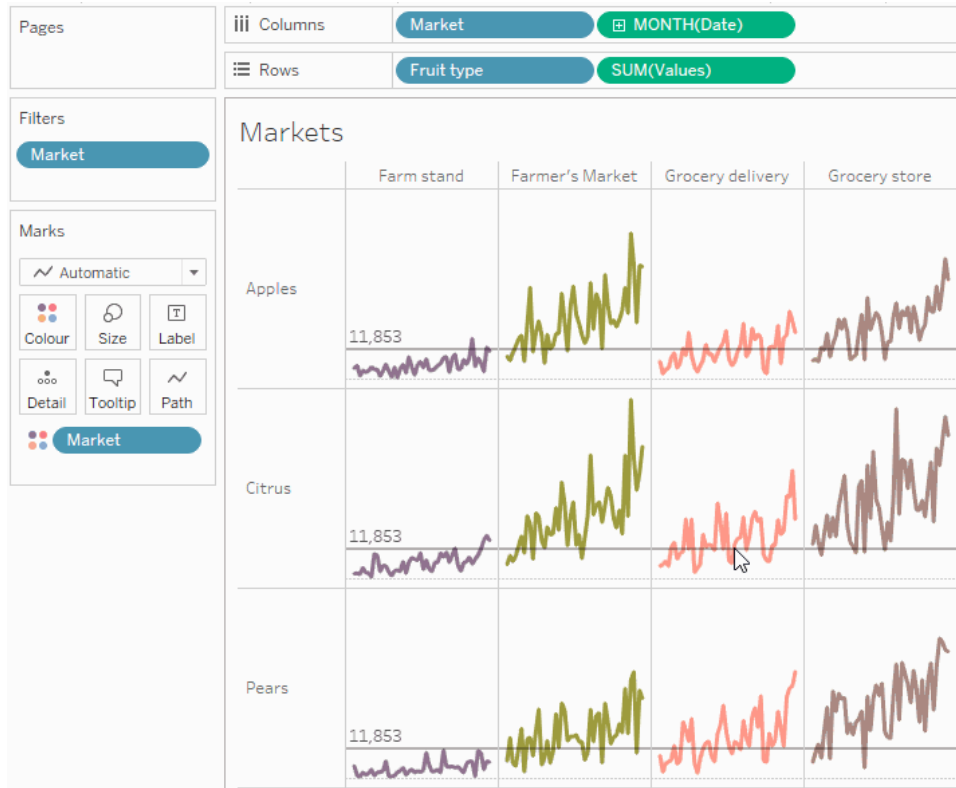 Pages
Columns
Market
MONTH(Date)
Rows
Fruit type
SUM(Values)
Filters
Market
Marks
Automatic
Colour
Size
Label
Detail
Tooltip
Path
Market
Markets
Farm stand
Farmer's Market
Grocery delivery
Grocery store
Apples
11,853
Citrus
11,853
Pears
11,853